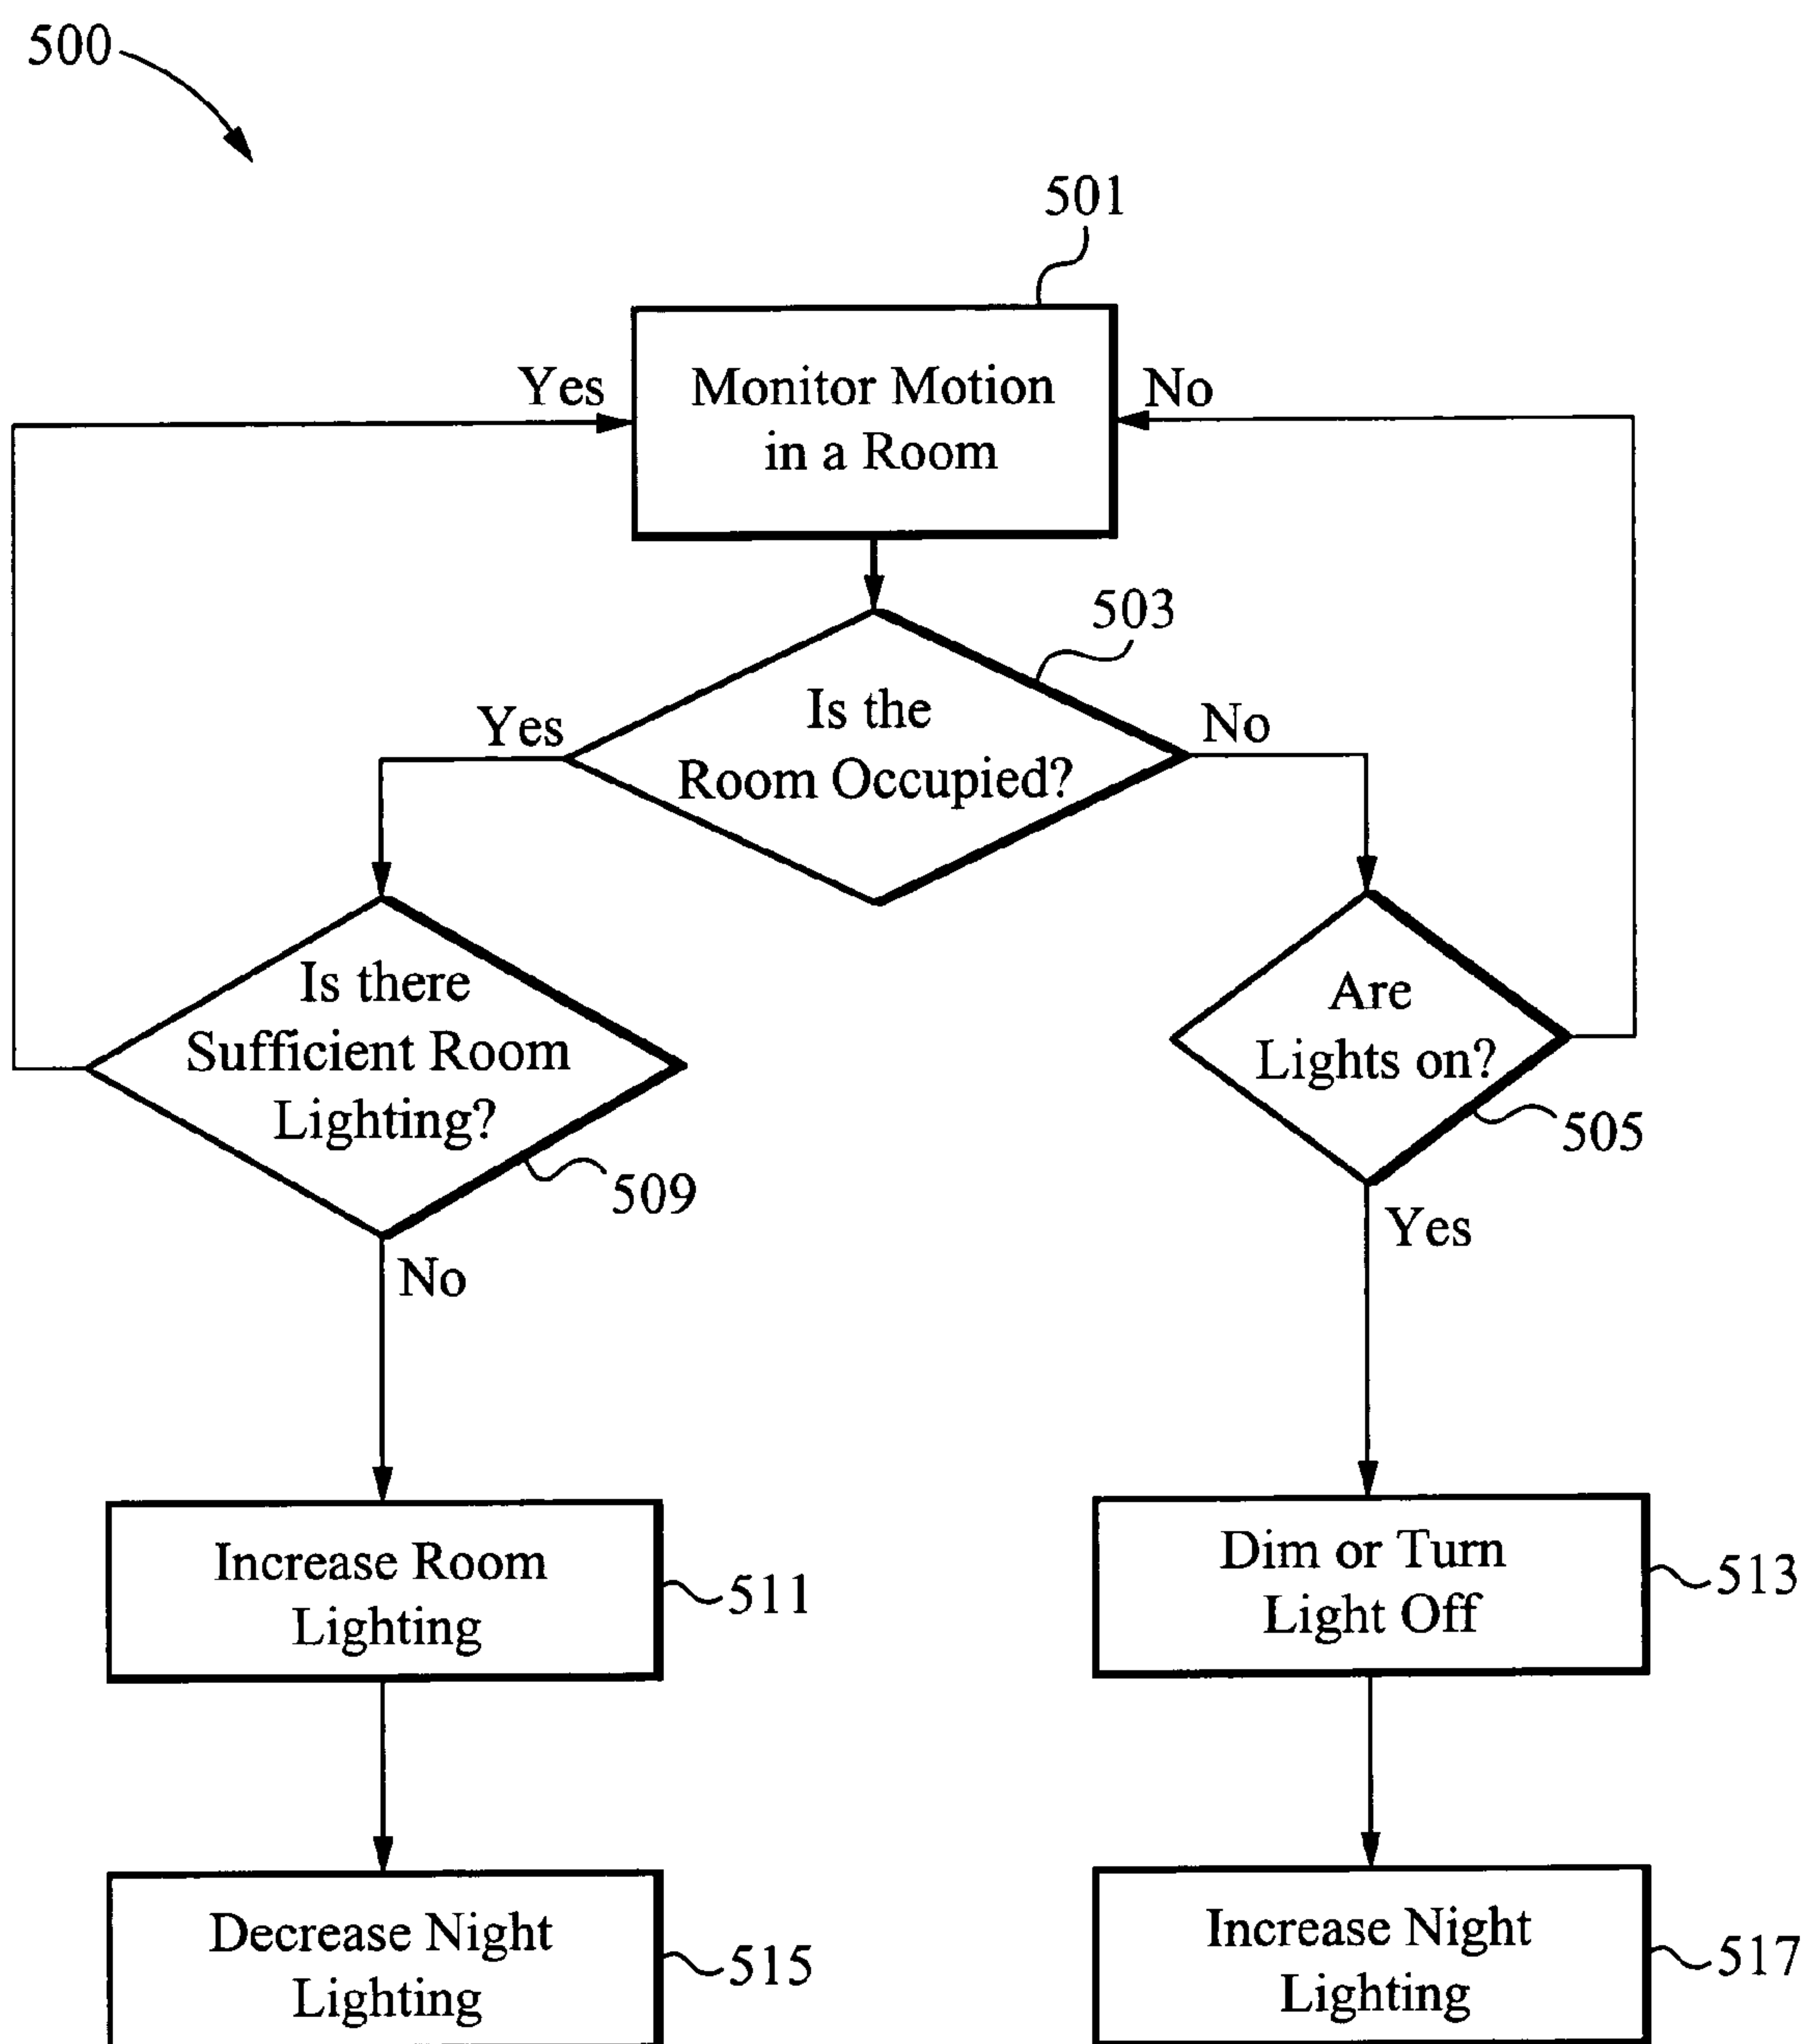 500
501
Yes
Monitor Motion
in a Room
No
503
Yes
Is the
Room Occupied?
No
Is there
Sufficient Room
Lighting?
509
Are
Lights on?
505
No
Yes
Increase Room
Lighting
511
Dim or Turn
Light Off
513
Decrease Night
Lighting
515
Increase Night
Lighting
517